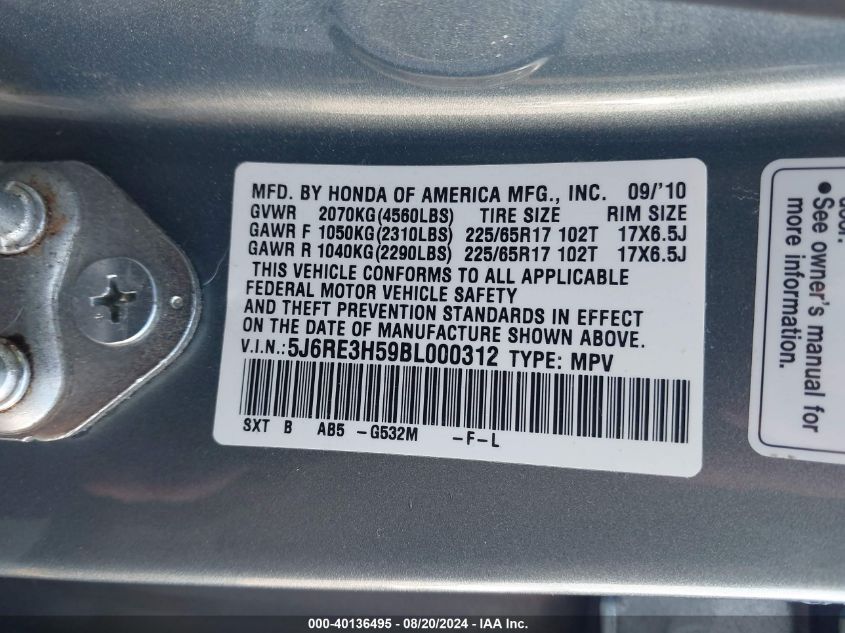 MFD. BY HONDA OF AMERICA MFG., INC. 09/'10
GVWR 2070KG(4560LBS) TIRE SIZE RIM SIZE
GAWR F 1050KG(2310LBS) 225/65R17 102T 17X6.5J
GAWR R 1040KG(2290LBS) 225/65R17 102T 17X6.5J
THIS VEHICLE CONFORMS TO ALL APPLICABLE
FEDERAL MOTOR VEHICLE SAFETY
AND THEFT PREVENTION STANDARDS IN EFFECT
ON THE DATE OF MANUFACTURE SHOWN ABOVE.
V.I.N.:5J6RE3H59BL000312 TYPE: MPV
SXT B AB5 -G532M -F-L
door.
• See owner's manual for
more information.
000-40136495 - 08/20/2024 - IAA Inc.